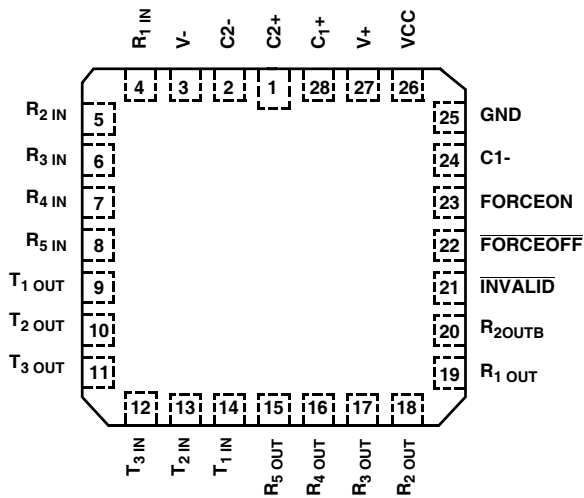 R1 IN
V-
C2-
C2+
C1+
V+
VCC
4
3
2
1
28
27
26
R2 IN
5
25
GND
R3 IN
6
24
C1-
R4 IN
7
23
FORCEON
R5 IN
8
22
FORCEOFF
T1 OUT
9
21
INVALID
T2 OUT
10
20
R2OUTB
T3 OUT
11
19
R1 OUT
12
13
14
15
16
17
18
T3 IN
T2 IN
T1 IN
R5 OUT
R4 OUT
R3 OUT
R2 OUT